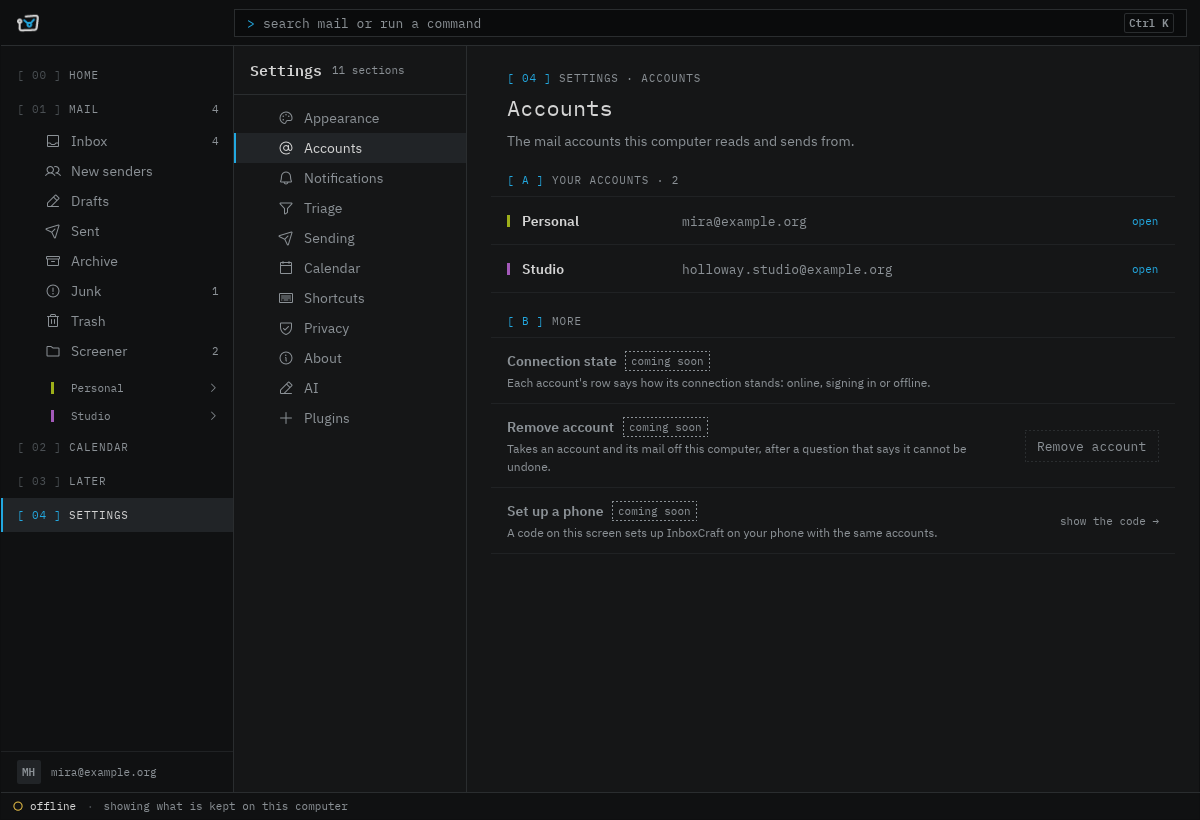 > search mail or run a command Ctrl K
[ 00 ] HOME
[ 01 ] MAIL 4
Inbox 4
New senders
Drafts
Sent
Archive
Junk 1
Trash
Screener 2
Personal
Studio
[ 02 ] CALENDAR
[ 03 ] LATER
[ 04 ] SETTINGS
MH mira@example.org
Settings 11 sections
Appearance
Accounts
Notifications
Triage
Sending
Calendar
Shortcuts
Privacy
About
AI
Plugins
[ 04 ] SETTINGS · ACCOUNTS
Accounts
The mail accounts this computer reads and sends from.
[ A ] YOUR ACCOUNTS · 2
Personal mira@example.org open
Studio holloway.studio@example.org open
[ B ] MORE
Connection state coming soon
Each account's row says how its connection stands: online, signing in or offline.
Remove account coming soon
Takes an account and its mail off this computer, after a question that says it cannot be
undone.
Remove account
Set up a phone coming soon
A code on this screen sets up InboxCraft on your phone with the same accounts.
show the code →
offline · showing what is kept on this computer